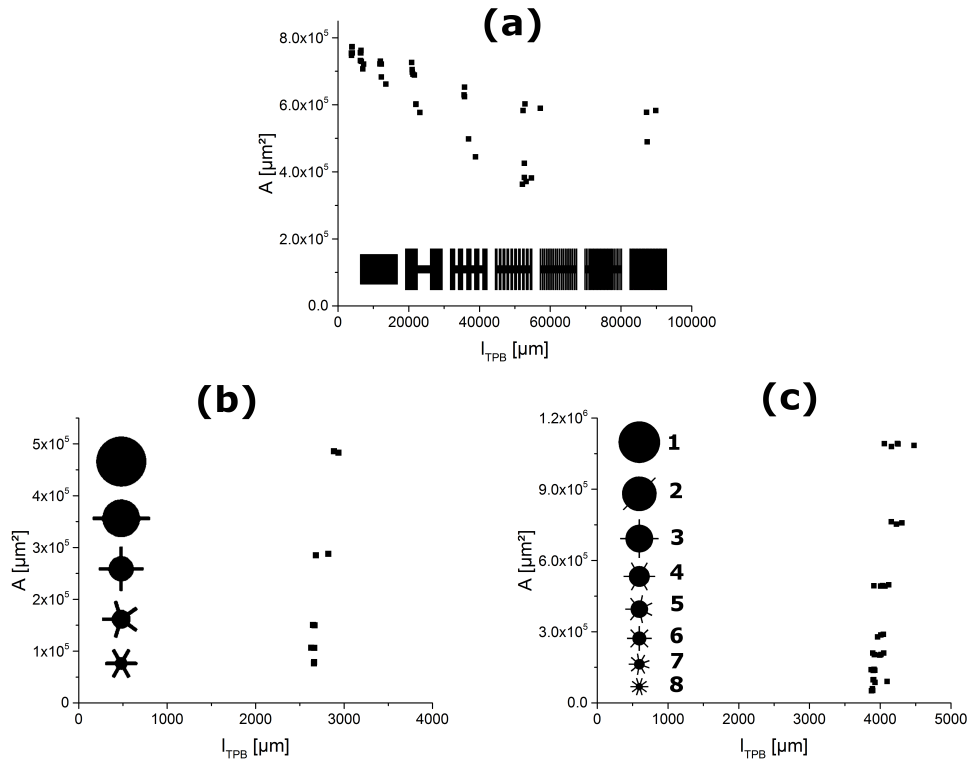 (a)
8.0x10⁵
6.0x10⁵
4.0x10⁵
2.0x10⁵
0.0
A [µm²]
0 20000 40000 60000 80000 100000
l_TPB [µm]
(b)
5x10⁵
4x10⁵
3x10⁵
2x10⁵
1x10⁵
0
A [µm²]
0 1000 2000 3000 4000
l_TPB [µm]
(c)
1.2x10⁶
9.0x10⁵
6.0x10⁵
3.0x10⁵
0.0
A [µm²]
1
2
3
4
5
6
7
8
0 1000 2000 3000 4000 5000
l_TPB [µm]